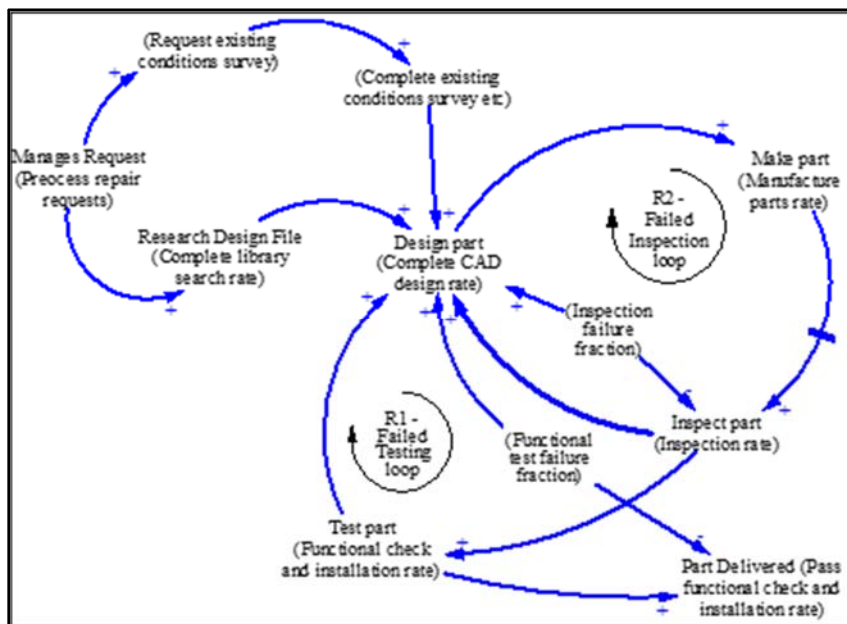 (Request existing
conditions survey)
(Complete existing
conditions survey etc)
Manages Request
(Preocess repair
requests)
Make part
(Manufacture
parts rate)
R2 -
Failed
Inspection
loop
Research Design File
(Complete library
search rate)
Design part
(Complete CAD
design rate)
(Inspection
failure
fraction)
R1 -
Failed
Testing
loop
Inspect part
(Inspection rate)
(Functional
test failure
fraction)
Test part
(Functional check
and installation rate)
Part Delivered (Pass
functional check and
installation rate)